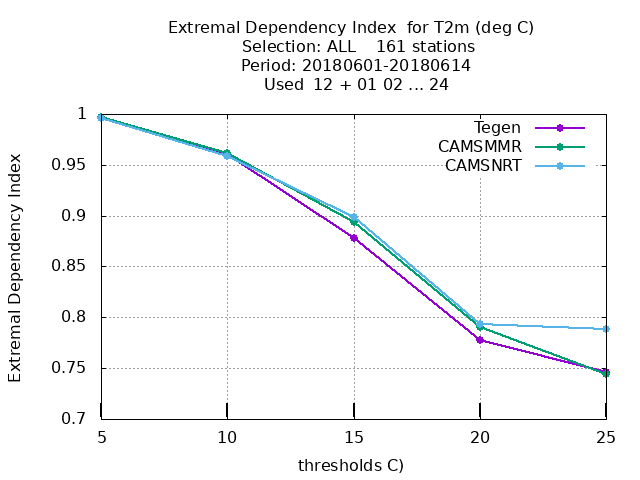 Extremal Dependency Index  for T2m (deg C)
Selection: ALL    161 stations
Period: 20180601-20180614
Used  12 + 01 02 ... 24
Extremal Dependency Index
1
0.95
0.9
0.85
0.8
0.75
0.7
Tegen
CAMSMMR
CAMSNRT
5 10 15 20 25
thresholds C)